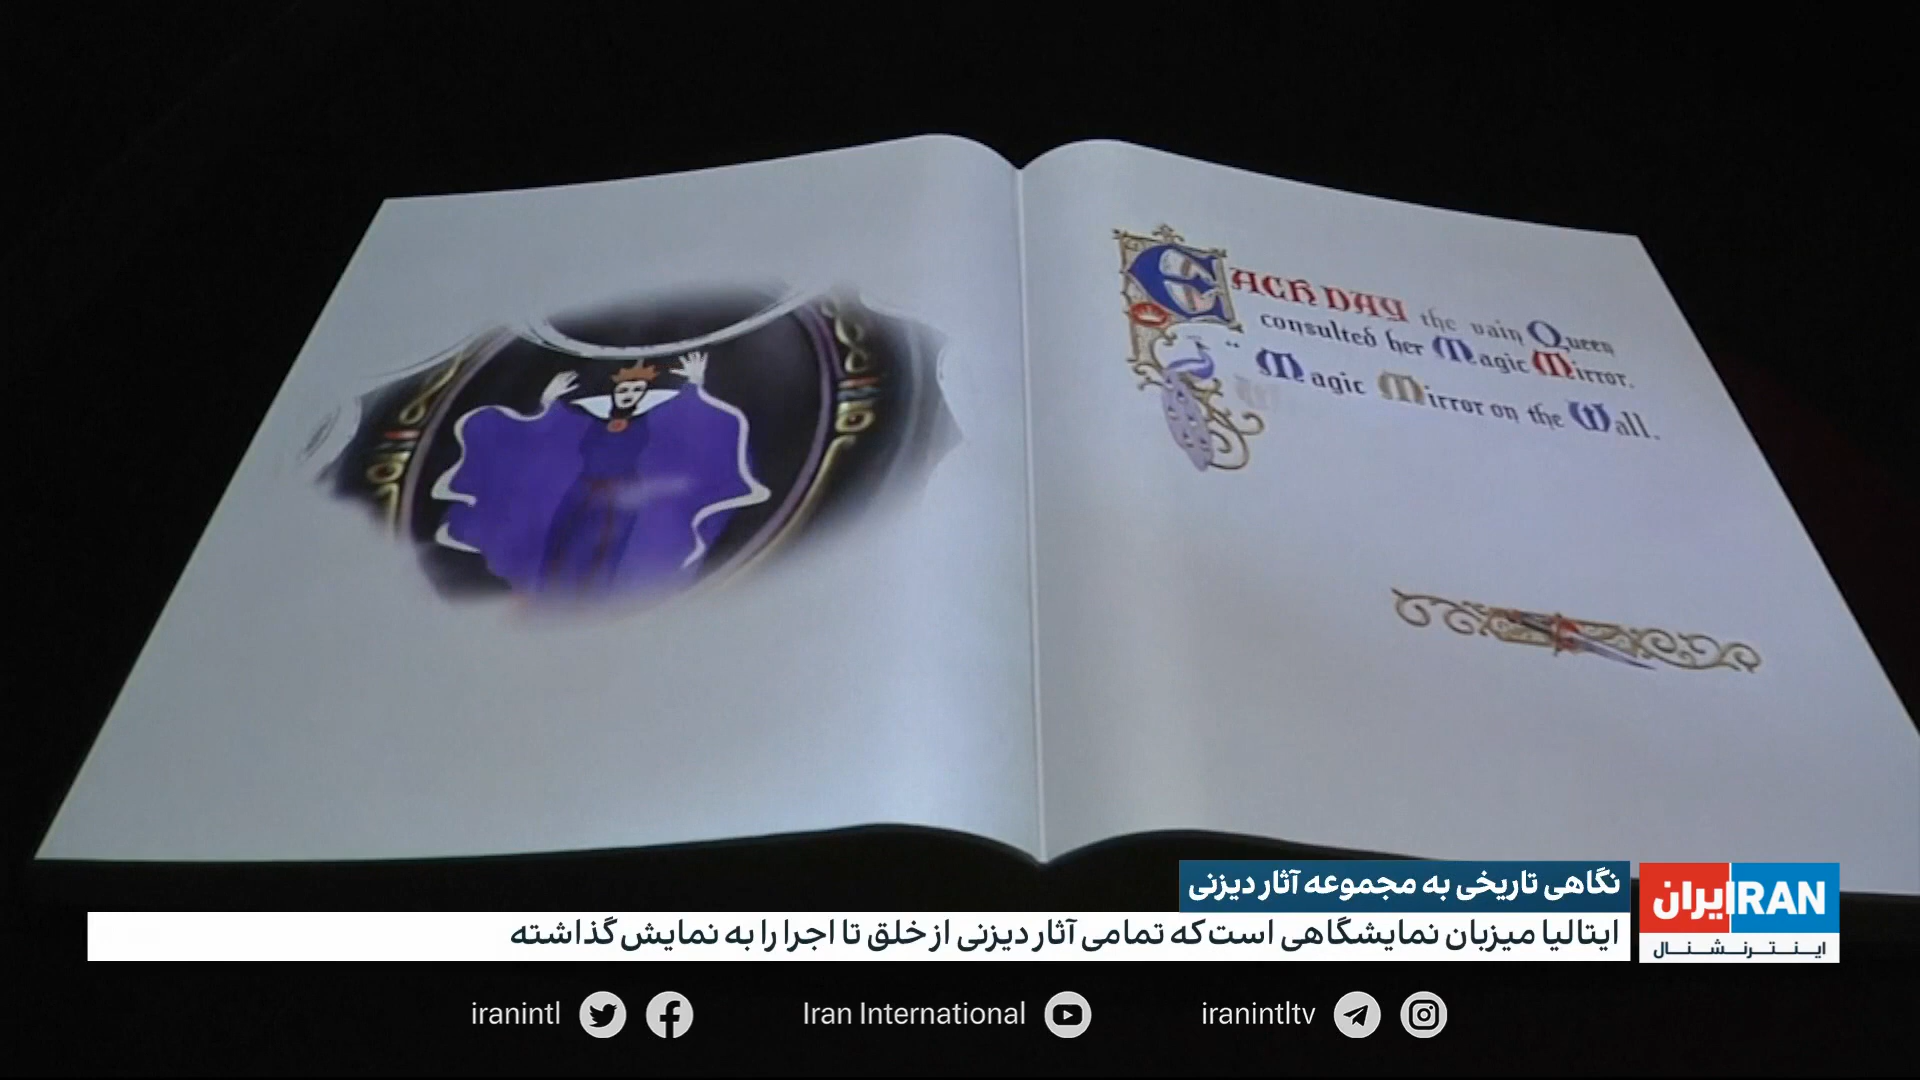 EACH DAY the vain Queen
consulted her Magic Mirror.
" Magic Mirror on the Wall.
نگاهی تاریخی به مجموعه آثار دیزنی
ایتالیا میزبان نمایشگاهی است که تمامی آثار دیزنی از خلق تا اجرا را به نمایش گذاشته
ایران IRAN
اینترنشنال
iranintl
Iran International
iranintltv